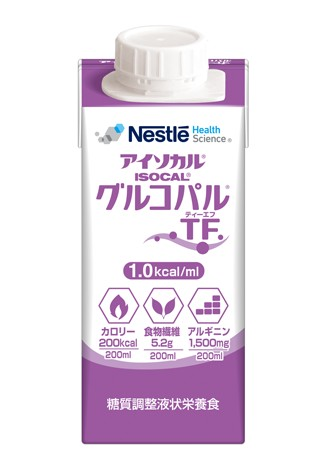 Nestlé Health Science®
アイソカル®
ISOCAL®
グルコパル®
ティーエフ
TF
1.0kcal/ml
カロリー 食物繊維 アルギニン
200kcal 5.2g 1,500mg
200ml 200ml 200ml
糖質調整液状栄養食